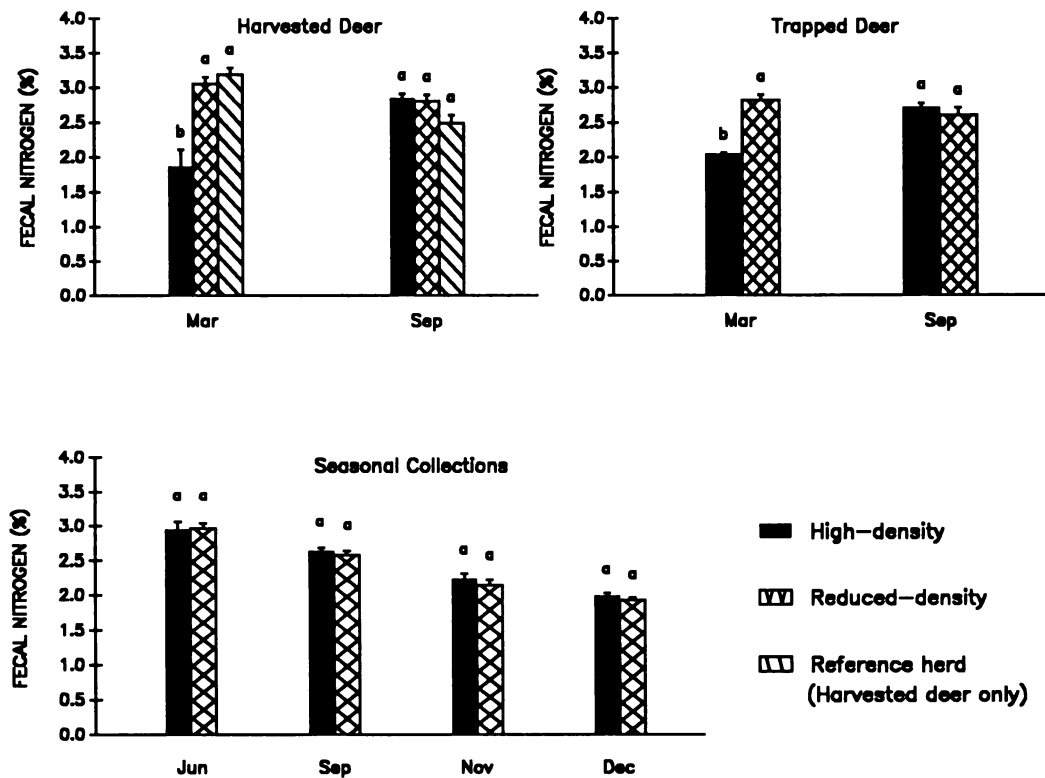 Harvested Deer
FECAL NITROGEN (%)
4.0
3.5
3.0
2.5
2.0
1.5
1.0
0.5
0.0
b
a
a
a
a
a
Mar
Sep
Trapped Deer
FECAL NITROGEN (%)
4.0
3.5
3.0
2.5
2.0
1.5
1.0
0.5
0.0
b
a
a
a
Mar
Sep
Seasonal Collections
FECAL NITROGEN (%)
4.0
3.5
3.0
2.5
2.0
1.5
1.0
0.5
0.0
a
a
a
a
a
a
a
a
Jun
Sep
Nov
Dec
High-density
Reduced-density
Reference herd
(Harvested deer only)